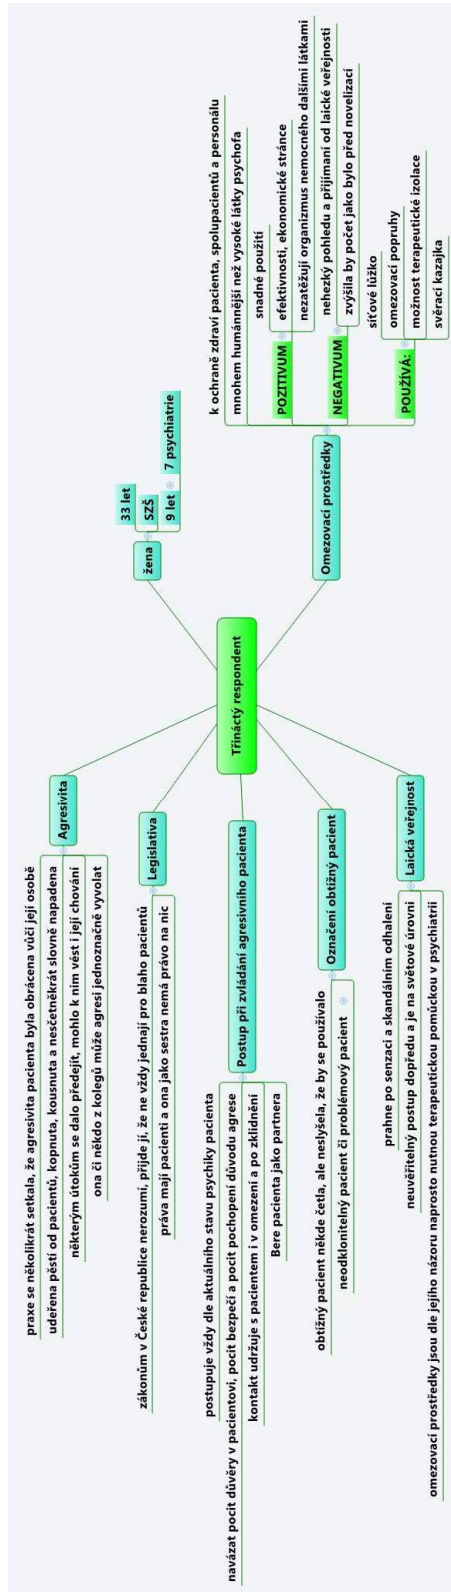 Třináctý respondent
žena
33 let
SZŠ
9 let
7 psychiatrie
Omezovací prostředky
k ochraně zdraví pacienta, spolupacientů a personálu
mnohem humánnější než vysoké látky psychofa
snadné použití
POZITIVUM
efektivnosti, ekonomické stránce
nezatěžují organizmus nemocného dalšími látkami
NEGATIVUM
nehezký pohledu a přijímaní od laické veřejnosti
zvýšila by počet jako bylo před novelizací
POUŽÍVÁ:
síťové lůžko
omezovací popruhy
možnost terapeutické izolace
svěrací kazajka
Agresivita
praxe se několikrát setkala, že agresivita pacienta byla obrácena vůči její osobě
udeřena pěstí od pacientů, kopnuta, kousnuta a nesčetněkrát slovně napadena
některým útokům se dalo předejít, mohlo k nim vést i její chování
ona či někdo z kolegů může agresi jednoznačně vyvolat
Legislativa
zákonům v České republice nerozumí, přijde jí, že ne vždy jednají pro blaho pacientů
práva mají pacienti a ona jako sestra nemá právo na nic
Postup při zvládání agresivního pacienta
postupuje vždy dle aktuálního stavu psychiky pacienta
navázat pocit důvěry v pacientovi, pocit bezpečí a pocit pochopení důvodu agrese
kontakt udržuje s pacientem i v omezení a po zklidnění
Bere pacienta jako partnera
Označení obtížný pacient
obtížný pacient někde četla, ale neslyšela, že by se používalo
neodklonitelný pacient či problémový pacient
Laická veřejnost
prahne po senzaci a skandálním odhalení
neuvěřitelný postup dopředu a je na světové úrovni
omezovací prostředky jsou dle jejího názoru naprosto nutnou terapeutickou pomůckou v psychiatrii